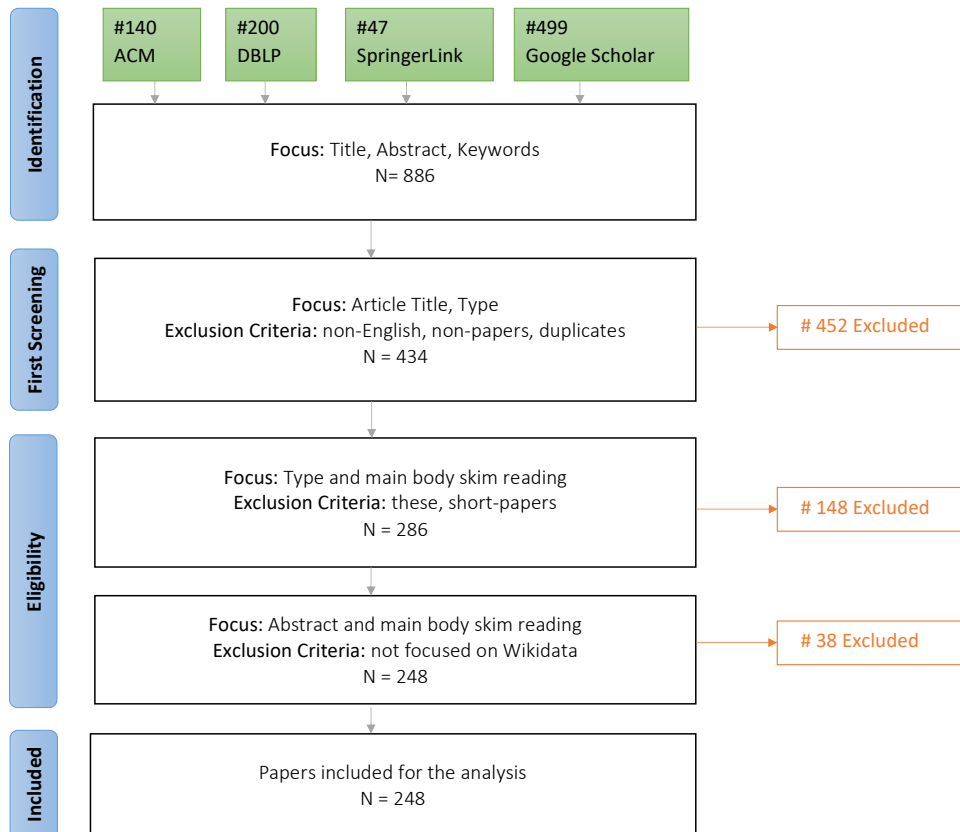 #140
ACM
#200
DBLP
#47
SpringerLink
#499
Google Scholar
Identification
Focus: Title, Abstract, Keywords
N= 886
First Screening
Focus: Article Title, Type
Exclusion Criteria: non-English, non-papers, duplicates
N = 434
# 452 Excluded
Eligibility
Focus: Type and main body skim reading
Exclusion Criteria: these, short-papers
N = 286
# 148 Excluded
Focus: Abstract and main body skim reading
Exclusion Criteria: not focused on Wikidata
N = 248
# 38 Excluded
Included
Papers included for the analysis
N = 248